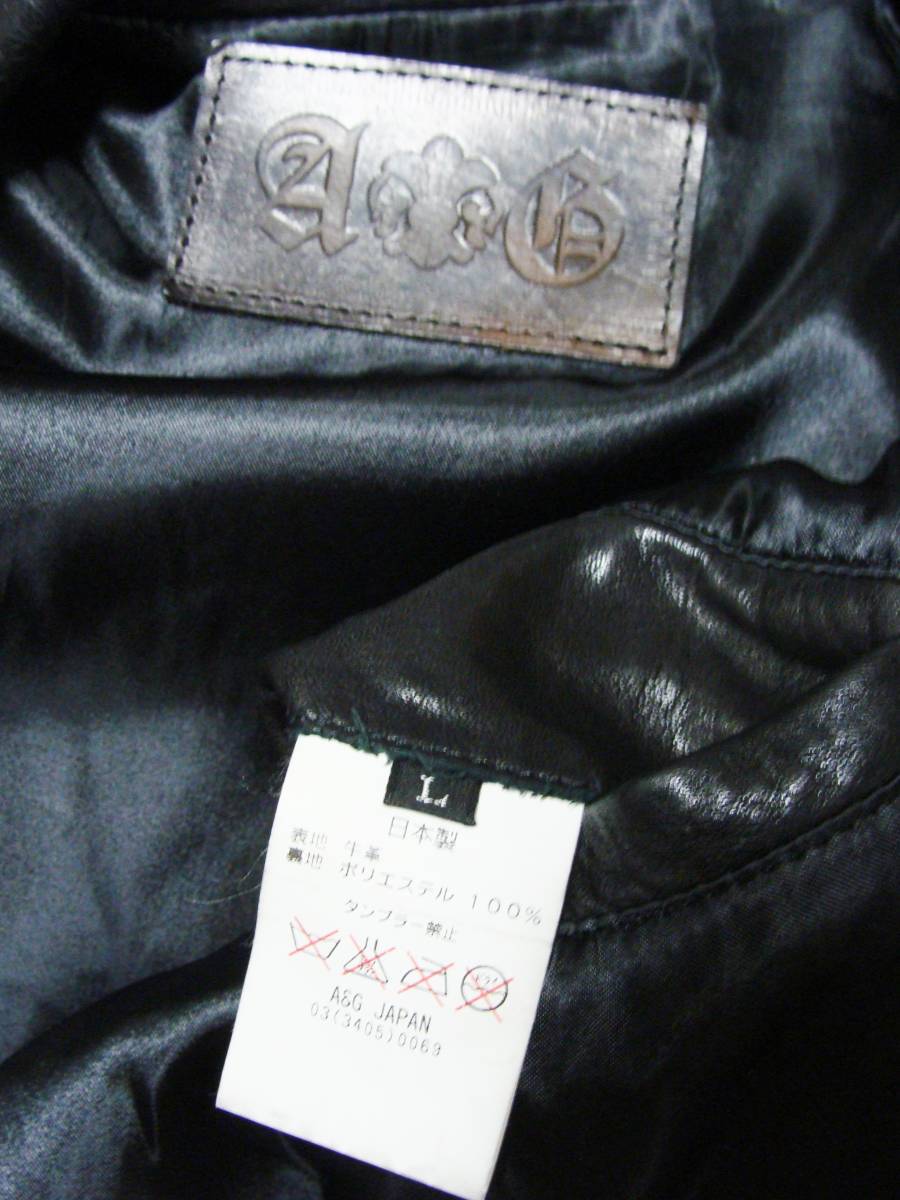 A G
L
日本製
表地 牛革
裏地 ポリエステル 100%
タンブラー禁止
A&G JAPAN
03(3405)0069